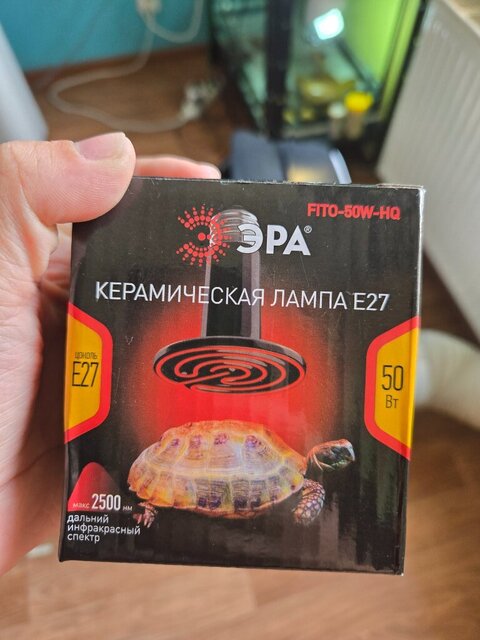 FITO-50W-HQ
ЭРА®
КЕРАМИЧЕСКАЯ ЛАМПА E27
ЦОКОЛЬ
E27
50
Вт
макс 2500 нм
дальний
инфракрасный
спектр